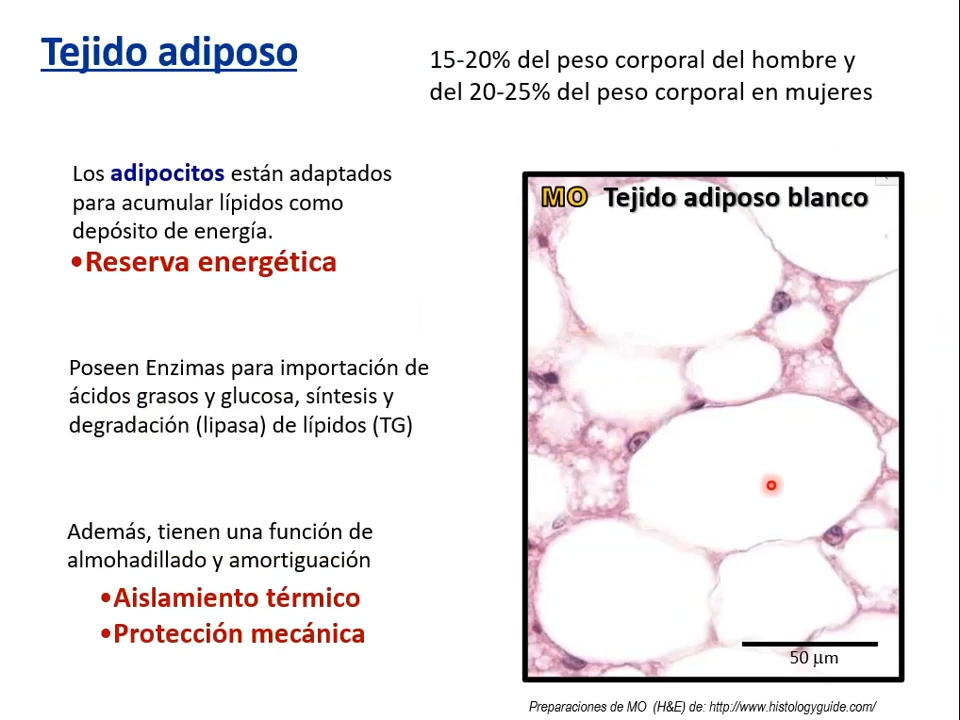 Tejido adiposo
15-20% del peso corporal del hombre y
del 20-25% del peso corporal en mujeres
Los adipocitos están adaptados
para acumular lípidos como
depósito de energía.
•Reserva energética
Poseen Enzimas para importación de
ácidos grasos y glucosa, síntesis y
degradación (lipasa) de lípidos (TG)
Además, tienen una función de
almohadillado y amortiguación
•Aislamiento térmico
•Protección mecánica
MO Tejido adiposo blanco
50 µm
Preparaciones de MO (H&E) de: http://www.histologyguide.com/